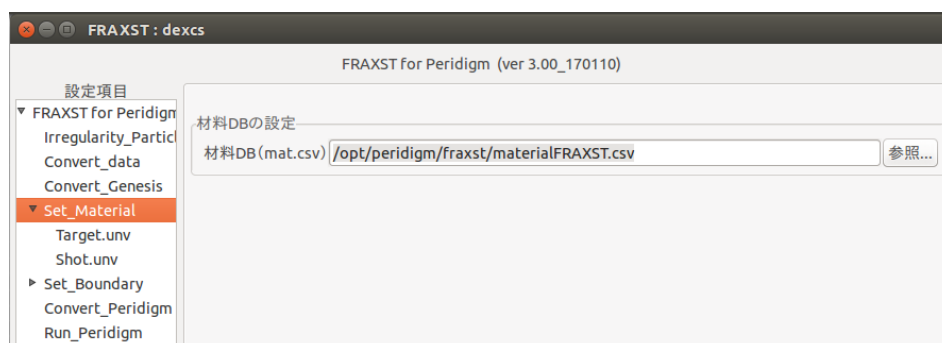 FRAXST : dexcs
FRAXST for Peridigm (ver 3.00_170110)
設定項目
FRAXST for Peridigm
Irregularity_Particl
Convert_data
Convert_Genesis
Set_Material
Target.unv
Shot.unv
Set_Boundary
Convert_Peridigm
Run_Peridigm
材料DBの設定
材料DB(mat.csv) /opt/peridigm/fraxst/materialFRAXST.csv 参照...